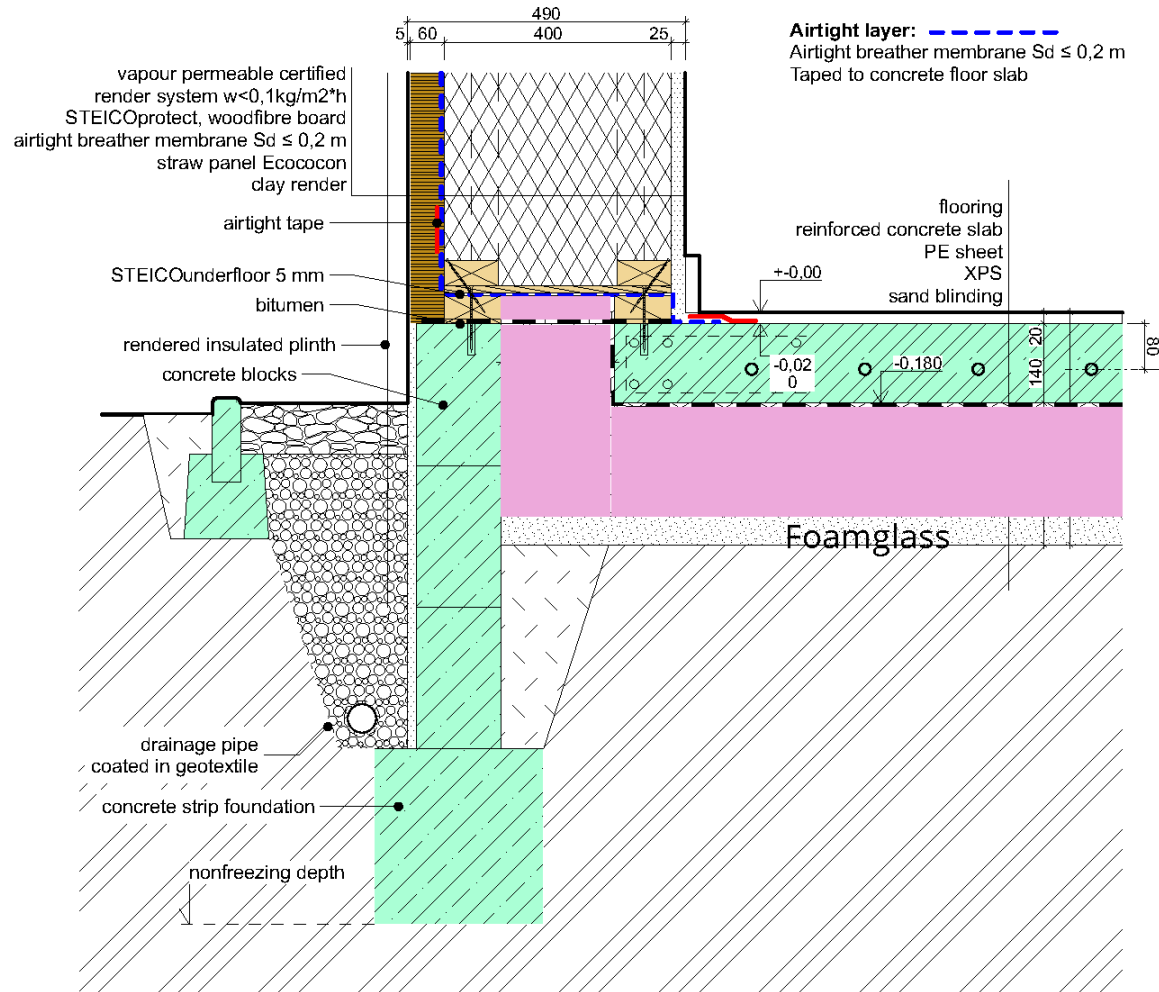 490
5 60 400 25
Airtight layer:
Airtight breather membrane Sd ≤ 0,2 m
Taped to concrete floor slab
vapour permeable certified
render system w<0,1kg/m2*h
STEICOprotect, woodfibre board
airtight breather membrane Sd ≤ 0,2 m
straw panel Ecococon
clay render
airtight tape
STEICOunderfloor 5 mm
bitumen
rendered insulated plinth
concrete blocks
flooring
reinforced concrete slab
PE sheet
XPS
sand blinding
+-0,00
-0,02
0
-0,180
20
140
80
Foamglass
drainage pipe
coated in geotextile
concrete strip foundation
nonfreezing depth